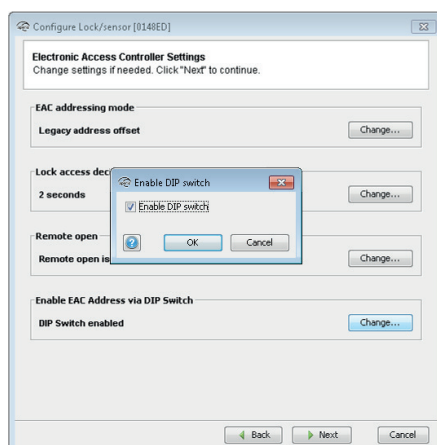 Configure Lock/sensor [0148ED]
Electronic Access Controller Settings
Change settings if needed. Click "Next" to continue.
EAC addressing mode
Legacy address offset
Change...
Lock access dec
2 seconds
Change...
Enable DIP switch
Enable DIP switch
OK
Cancel
Remote open
Remote open is
Change...
Enable EAC Address via DIP Switch
DIP Switch enabled
Change...
Back
Next
Cancel